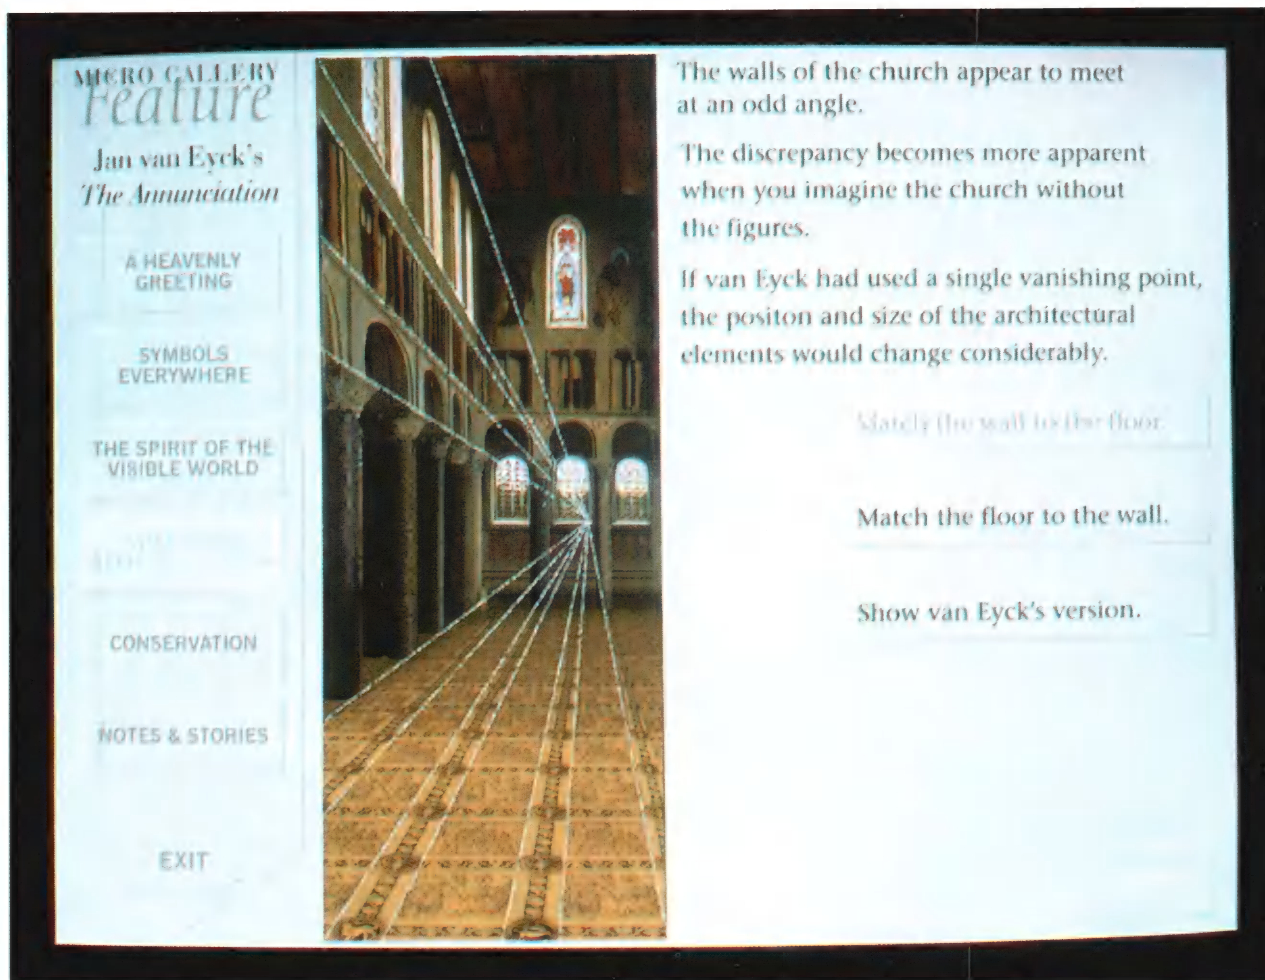 MICRO GALLERY
Feature
Jan van Eyck's
The Annunciation
A HEAVENLY
GREETING
SYMBOLS
EVERYWHERE
THE SPIRIT OF THE
VISIBLE WORLD
CONSERVATION
NOTES & STORIES
EXIT
The walls of the church appear to meet
at an odd angle.
The discrepancy becomes more apparent
when you imagine the church without
the figures.
If van Eyck had used a single vanishing point,
the positon and size of the architectural
elements would change considerably.
Match the wall to the floor.
Match the floor to the wall.
Show van Eyck's version.